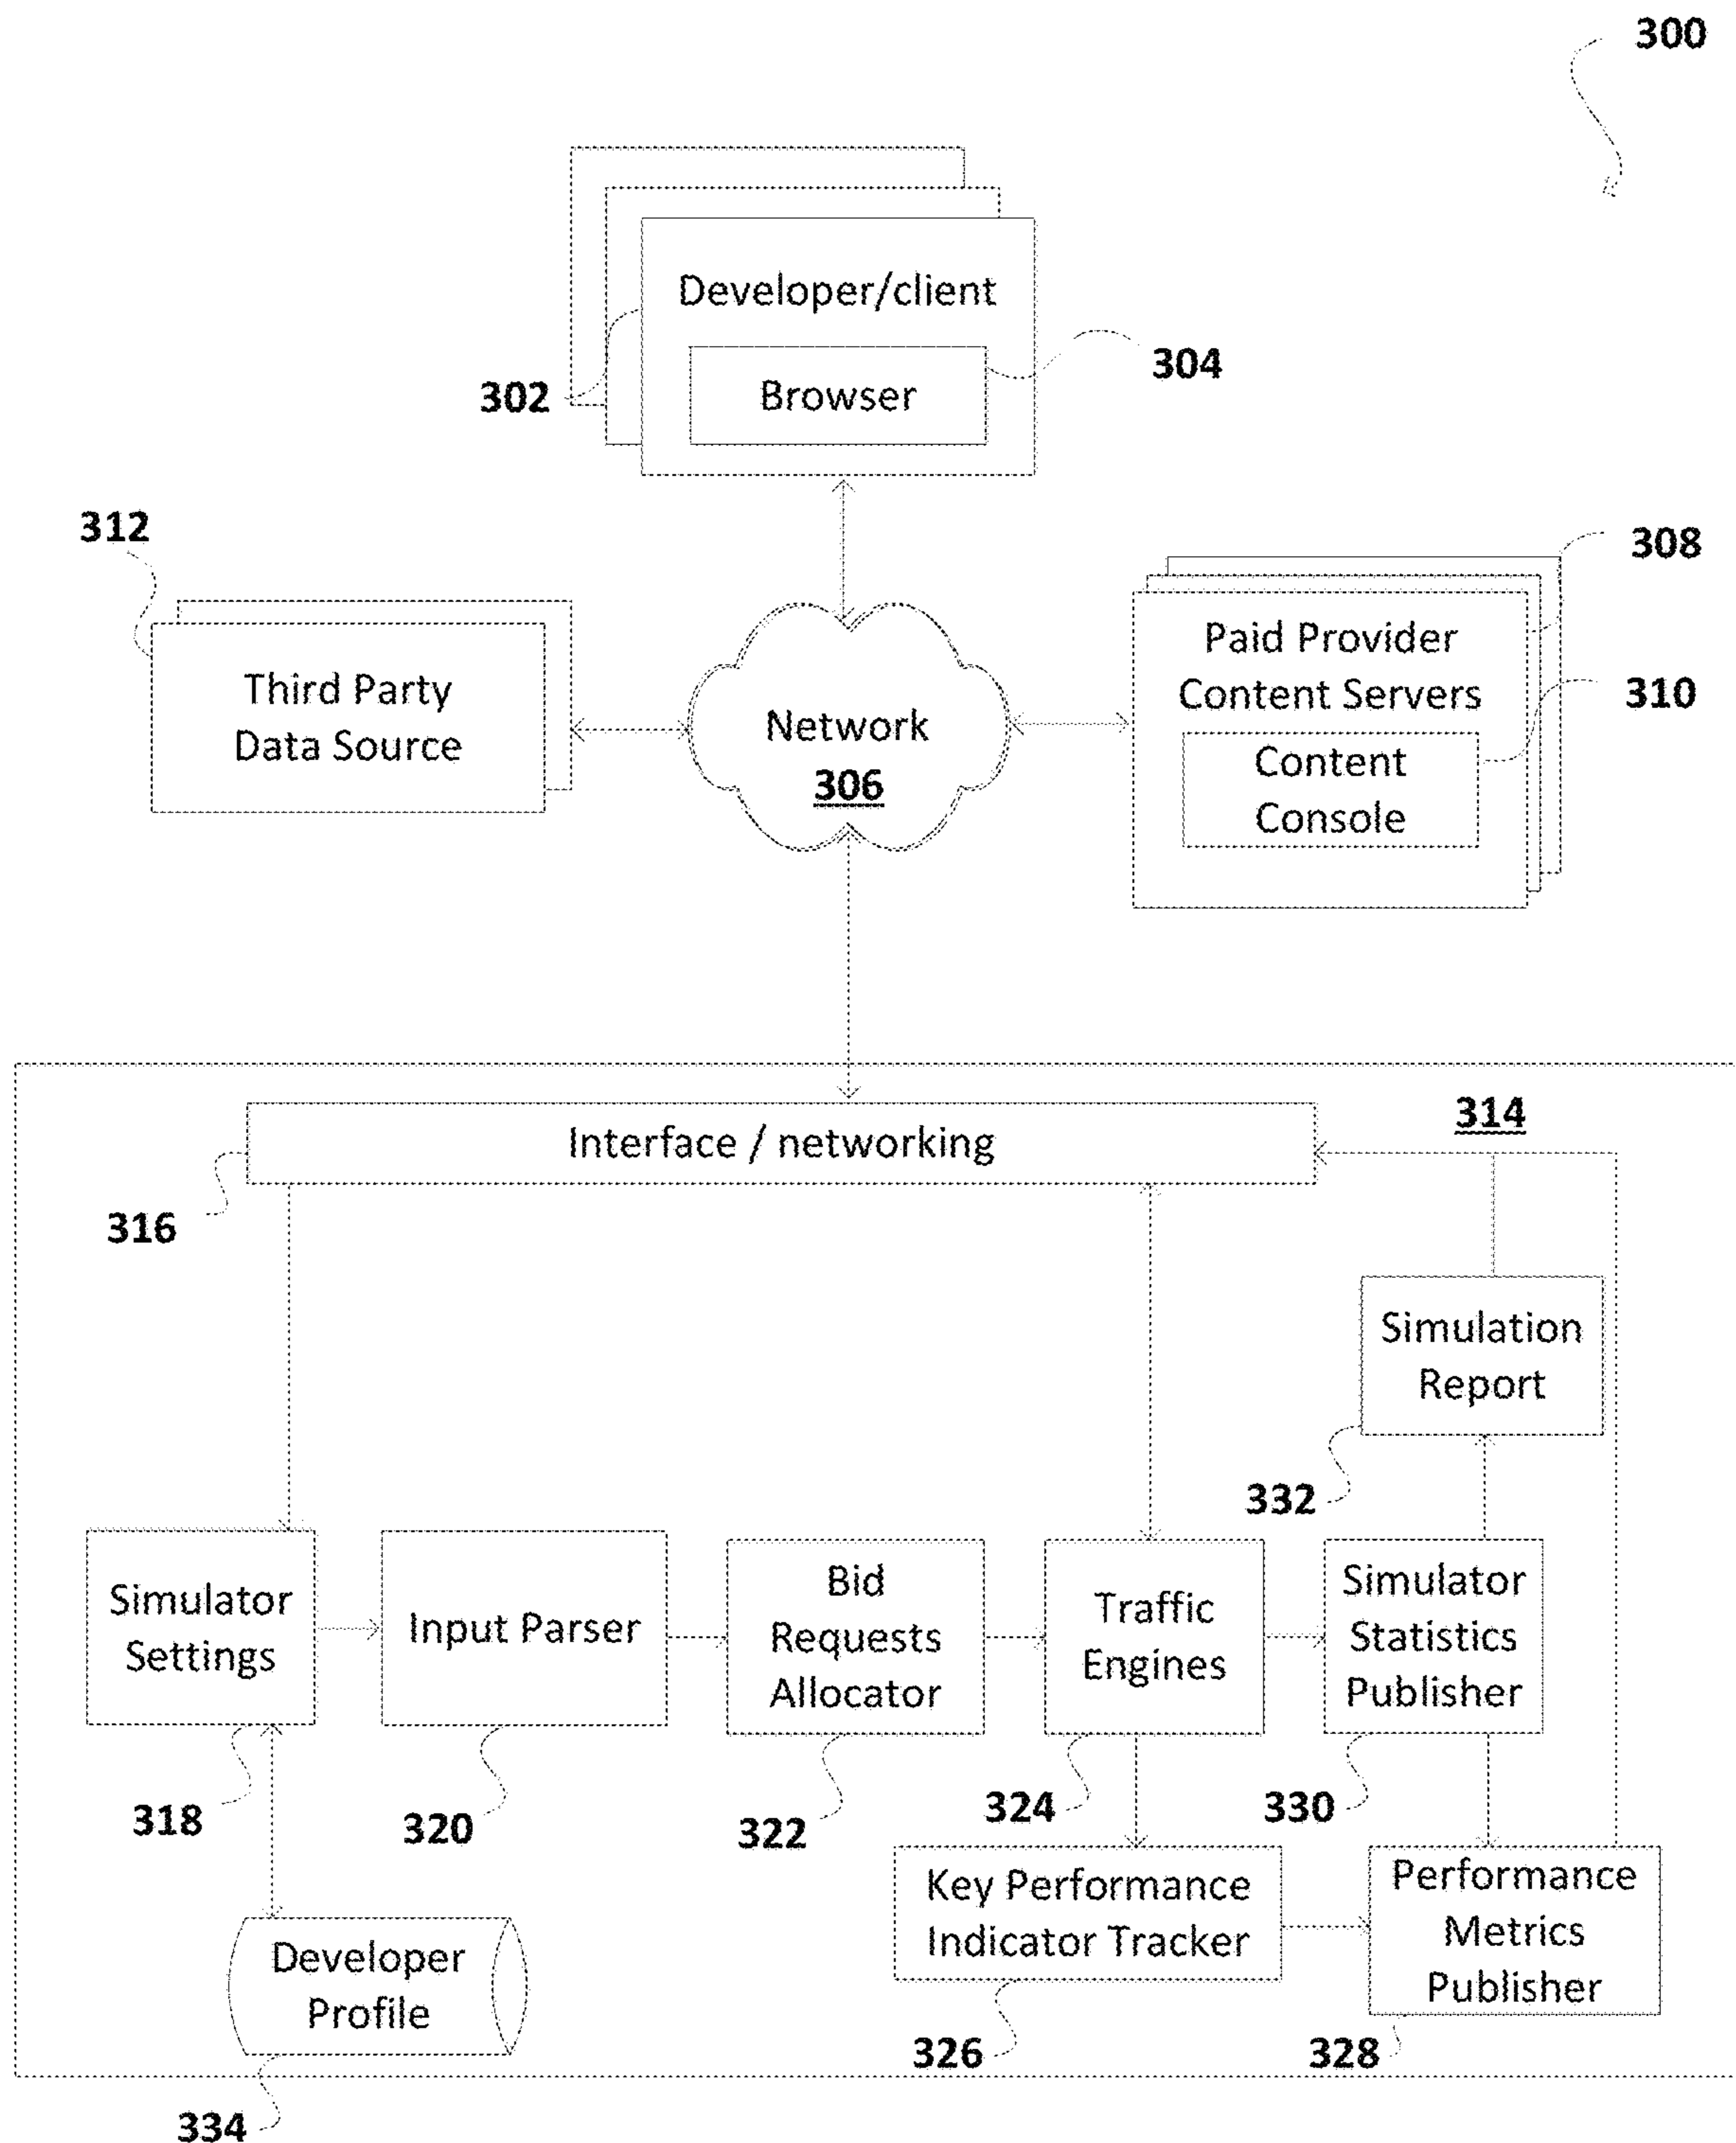 300
Developer/client
302
Browser
304
312
308
Third Party
Data Source
Network
306
Paid Provider
Content Servers
310
Content
Console
314
Interface / networking
316
Simulation
Report
332
Simulator
Settings
Input Parser
Bid
Requests
Allocator
Traffic
Engines
Simulator
Statistics
Publisher
318
320
322
324
330
Key Performance
Indicator Tracker
Performance
Metrics
Publisher
Developer
Profile
326
328
334